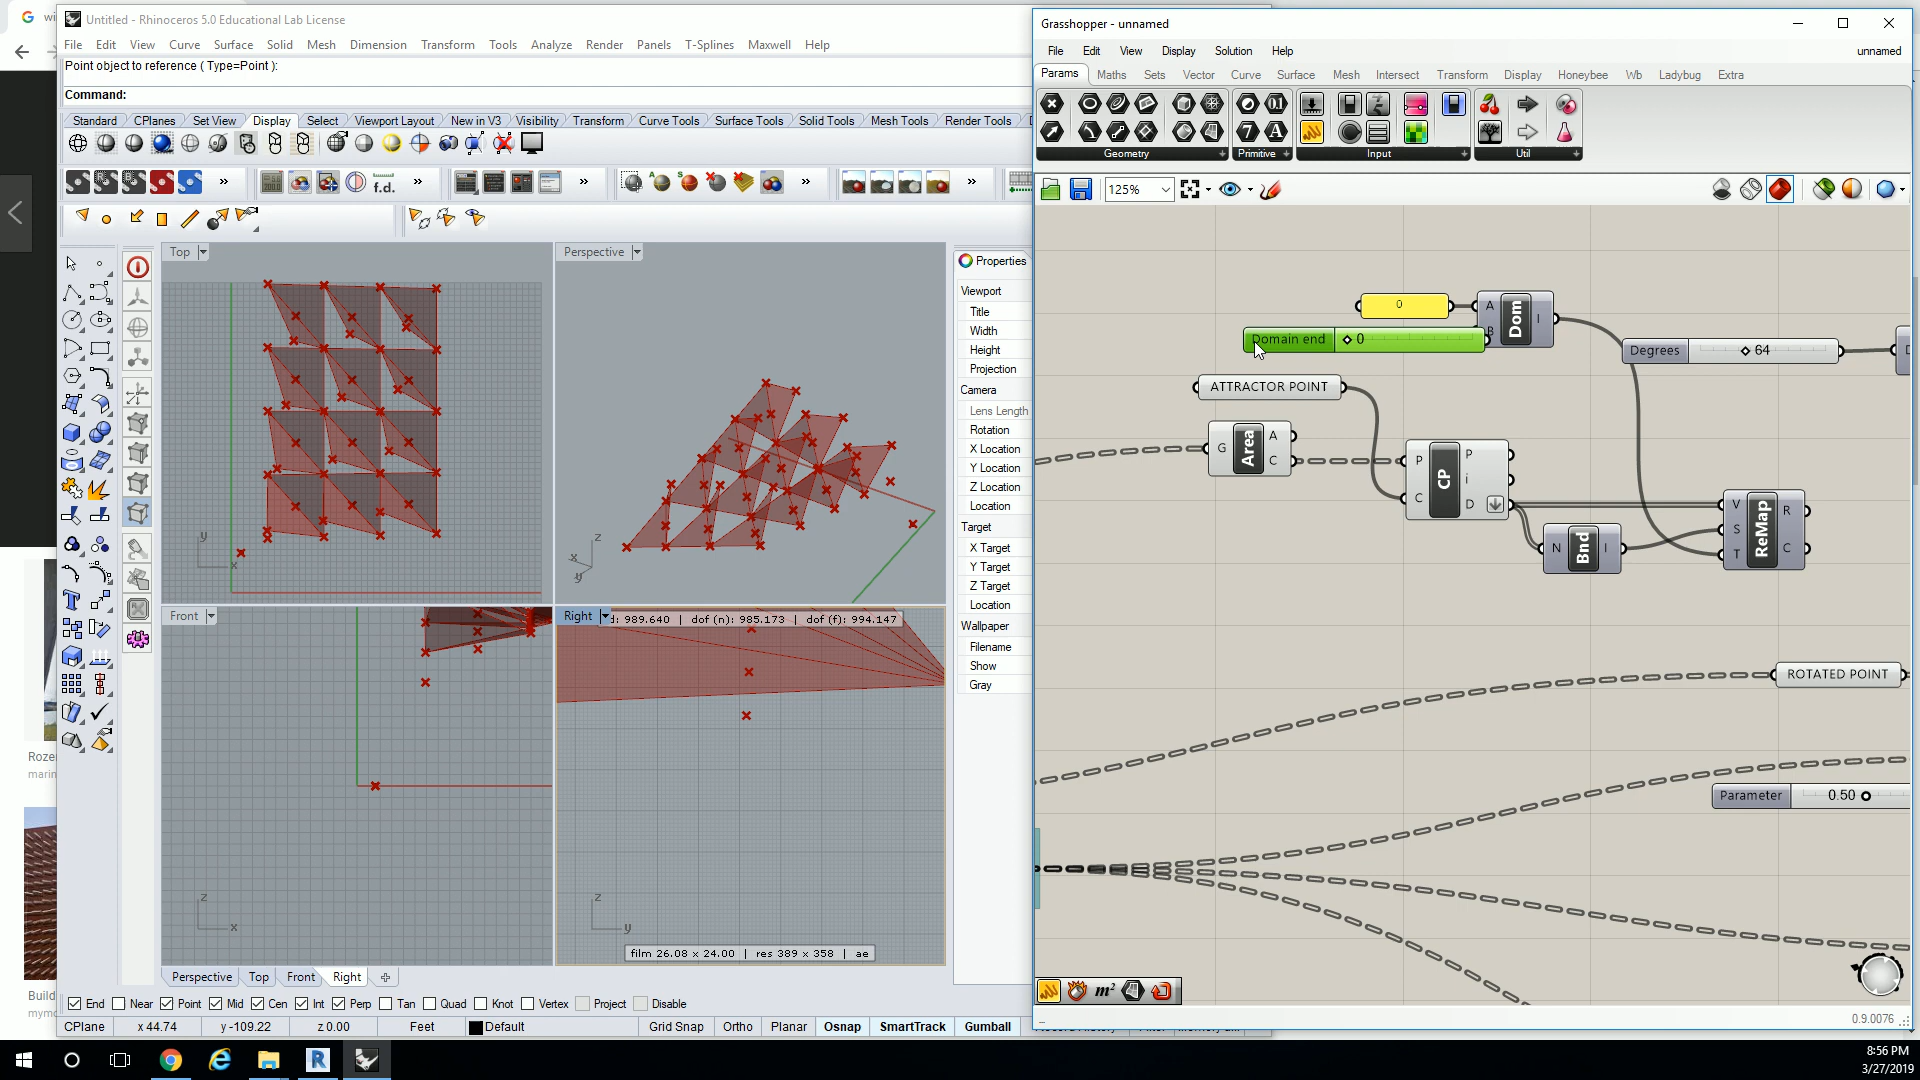 wi
Untitled - Rhinoceros 5.0 Educational Lab License
File Edit View Curve Surface Solid Mesh Dimension Transform Tools Analyze Render Panels T-Splines Maxwell Help
Point object to reference ( Type=Point ):
Command:
Standard CPlanes Set View Display Select Viewport Layout New in V3 Visibility Transform Curve Tools Surface Tools Solid Tools Mesh Tools Render Tools
f.d.
Top
Perspective
Front
Right
d: 989.640 | dof (n): 985.173 | dof (f): 994.147
film 26.08 x 24.00 | res 389 x 358 | ae
y
x
z
x
y
z
x
z
y
Properties
Viewport
Title
Width
Height
Projection
Camera
Lens Length
Rotation
X Location
Y Location
Z Location
Location
Target
X Target
Y Target
Z Target
Location
Wallpaper
Filename
Show
Gray
Perspective Top Front Right
End Near Point Mid Cen Int Perp Tan Quad Knot Vertex Project Disable
CPlane x 44.74 y -109.22 z 0.00 Feet Default Grid Snap Ortho Planar Osnap SmartTrack Gumball
Roze
marin
Build
mymo
Grasshopper - unnamed
File Edit View Display Solution Help unnamed
Params Maths Sets Vector Curve Surface Mesh Intersect Transform Display Honeybee Wb Ladybug Extra
Geometry Primitive Input Util
125%
0
A
B
Dom
I
Domain end 0
Degrees 64
ATTRACTOR POINT
G Area A
C
P
C
CP
P
i
D
N Bnd I
V
S
T
ReMap
R
C
ROTATED POINT
Parameter 0.50
m²
0.9.0076
8:56 PM
3/27/2019